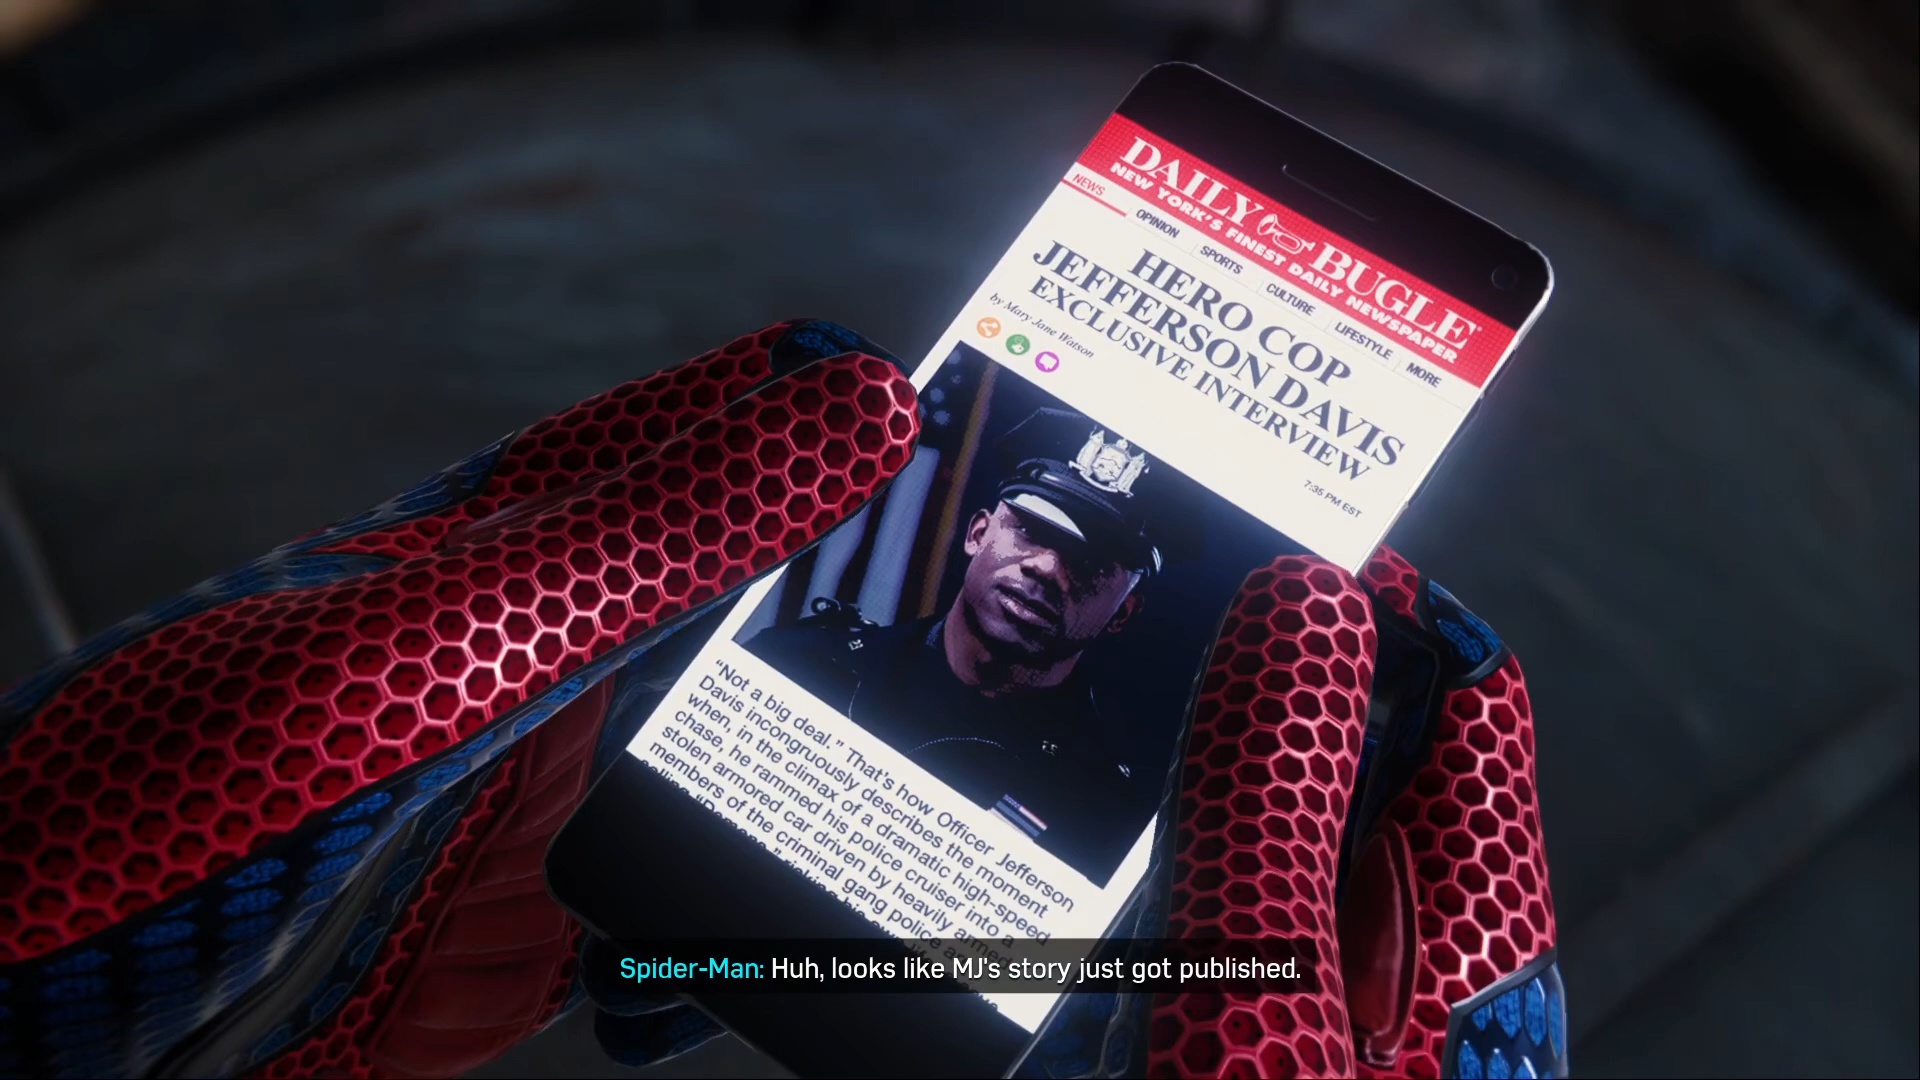 DAILY BUGLE
NEW YORK'S FINEST DAILY NEWSPAPER
NEWS
OPINION
SPORTS
CULTURE
LIFESTYLE
MORE
HERO COP
JEFFERSON DAVIS
EXCLUSIVE INTERVIEW
by Mary Jane Watson
7:35 PM EST
“Not a big deal.” That's how Officer Jefferson
Davis incongruously describes the moment
when, in the climax of a dramatic high-speed
chase, he rammed his police cruiser into a
stolen armored car driven by heavily armed
members of the criminal gang police are
Spider-Man: Huh, looks like MJ's story just got published.